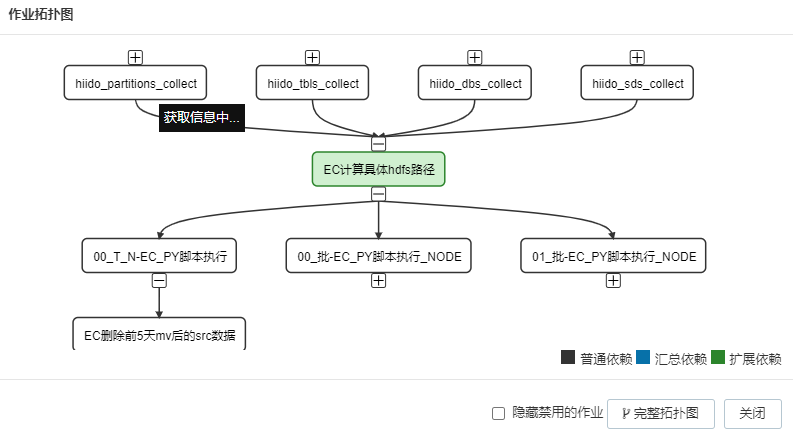 作业拓扑图
hiido_partitions_collect
hiido_tbls_collect
hiido_dbs_collect
hiido_sds_collect
获取信息中...
EC计算具体hdfs路径
00_T_N-EC_PY脚本执行
00_批-EC_PY脚本执行_NODE
01_批-EC_PY脚本执行_NODE
EC删除前5天mv后的src数据
普通依赖
汇总依赖
扩展依赖
隐藏禁用的作业
完整拓扑图
关闭